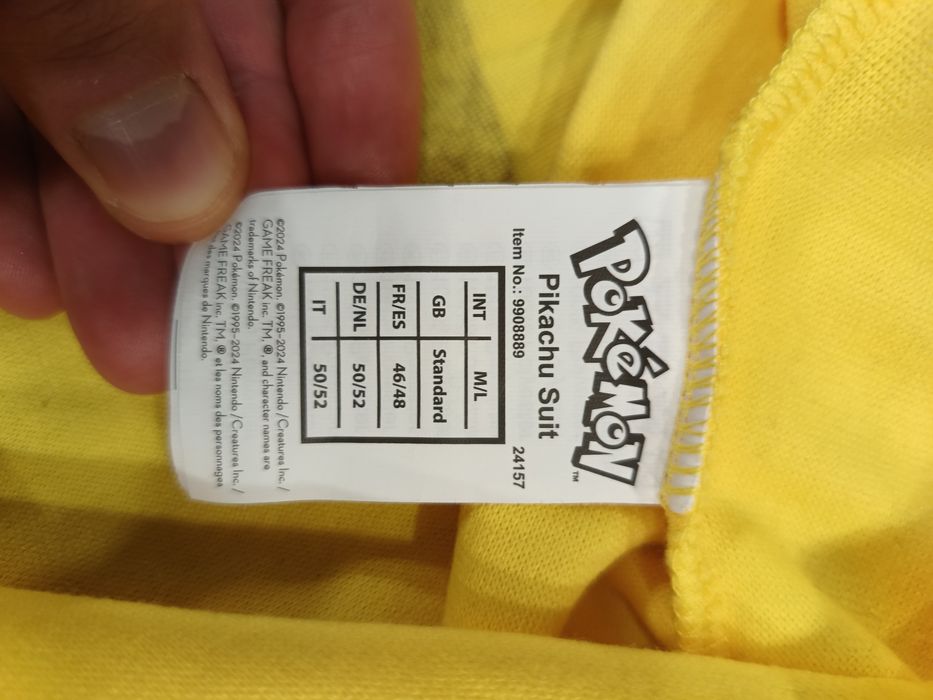 POKÉMON™
Pikachu Suit
Item No.: 9908889 24157
INT M/L
GB Standard
FR/ES 46/48
DE/NL 50/52
IT 50/52
©2024 Pokémon. ©1995–2024 Nintendo / Creatures Inc. /
GAME FREAK inc. TM, ®, and character names are
trademarks of Nintendo.
©2024 Pokémon. ©1995–2024 Nintendo / Creatures Inc. /
GAME FREAK inc. TM, ® et les noms des personnages
des marques de Nintendo.